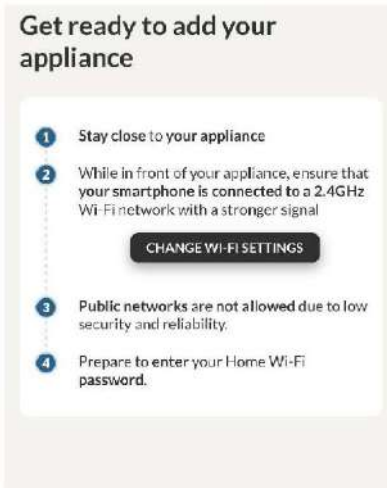 Get ready to add your
appliance
1 Stay close to your appliance
2 While in front of your appliance, ensure that
your smartphone is connected to a 2.4GHz
Wi-Fi network with a stronger signal
CHANGE WI-FI SETTINGS
3 Public networks are not allowed due to low
security and reliability.
4 Prepare to enter your Home Wi-Fi
password.